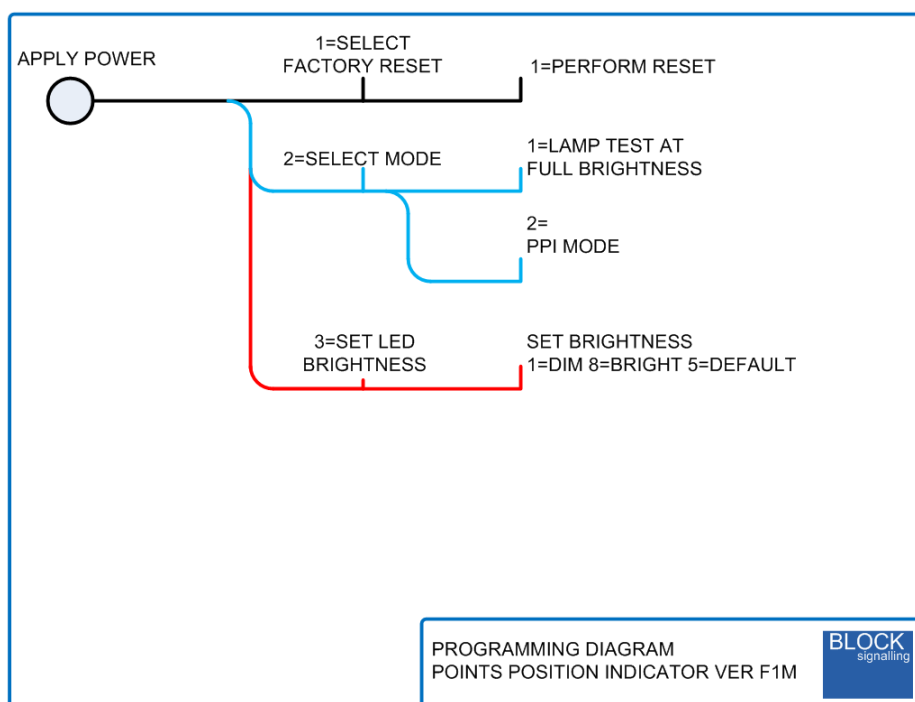 APPLY POWER
1=SELECT
FACTORY RESET
1=PERFORM RESET
2=SELECT MODE
1=LAMP TEST AT
FULL BRIGHTNESS
2=
PPI MODE
3=SET LED
BRIGHTNESS
SET BRIGHTNESS
1=DIM 8=BRIGHT 5=DEFAULT
PROGRAMMING DIAGRAM
POINTS POSITION INDICATOR VER F1M
BLOCK
signalling